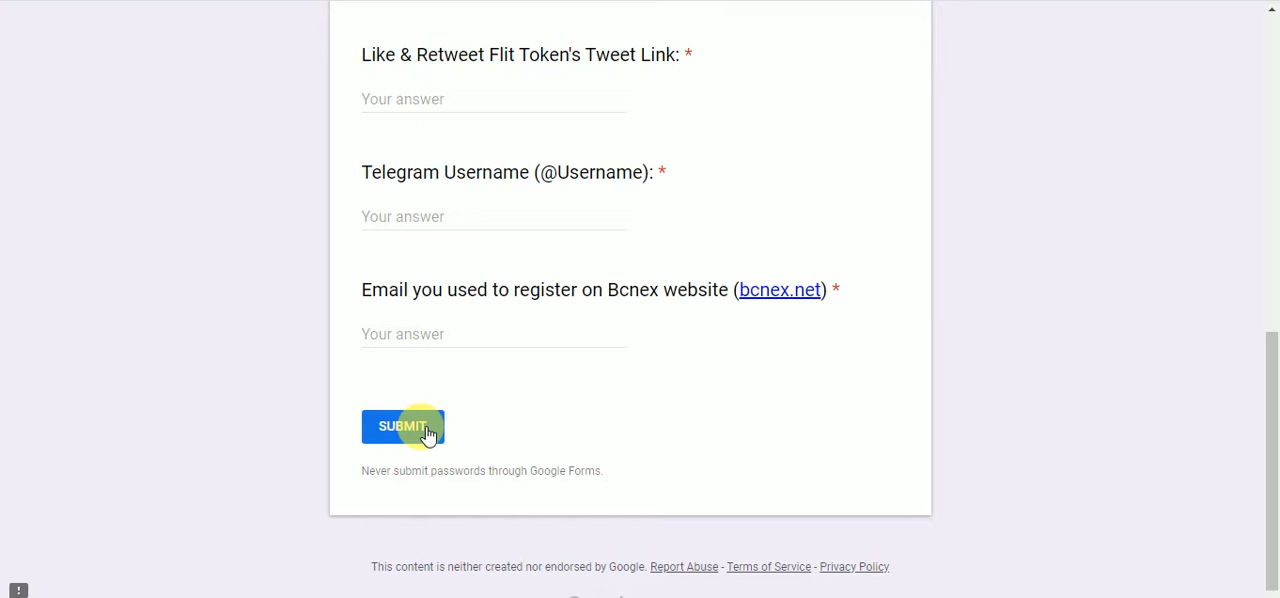 Like & Retweet Flit Token's Tweet Link: *
Your answer
Telegram Username (@Username): *
Your answer
Email you used to register on Bcnex website (bcnex.net) *
Your answer
SUBMIT
Never submit passwords through Google Forms.
This content is neither created nor endorsed by Google. Report Abuse - Terms of Service - Privacy Policy
!